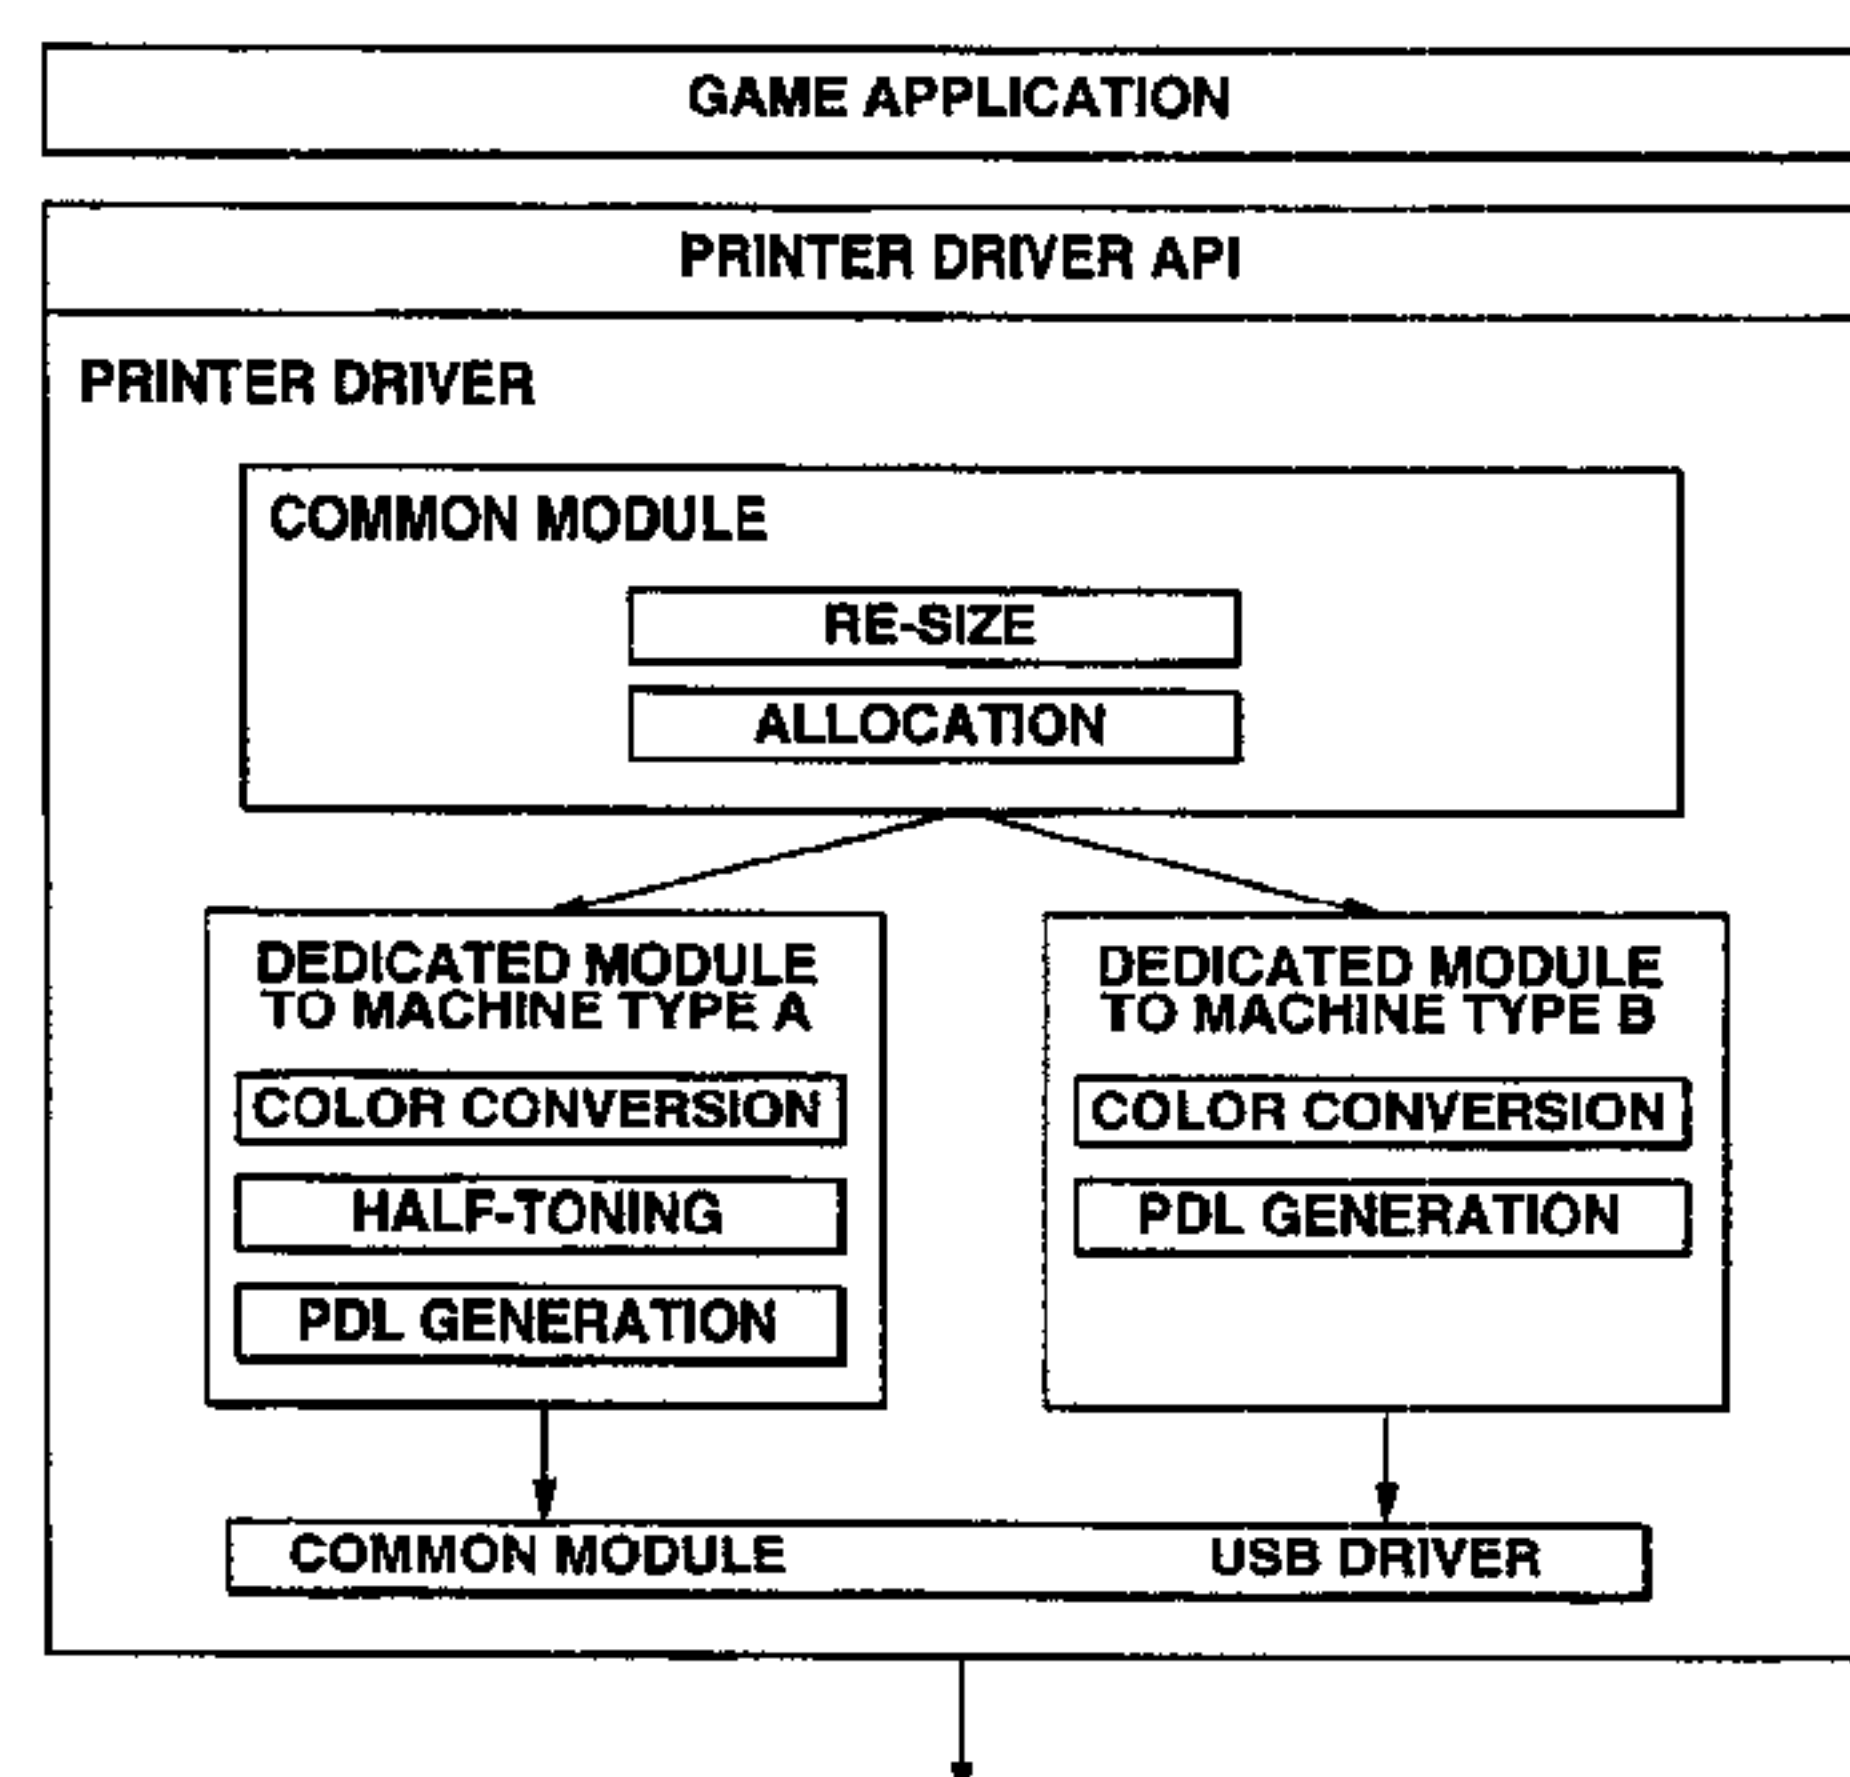 GAME APPLICATION
PRINTER DRIVER API
PRINTER DRIVER
COMMON MODULE
RE-SIZE
ALLOCATION
DEDICATED MODULE
TO MACHINE TYPE A
COLOR CONVERSION
HALF-TONING
PDL GENERATION
DEDICATED MODULE
TO MACHINE TYPE B
COLOR CONVERSION
PDL GENERATION
COMMON MODULE USB DRIVER